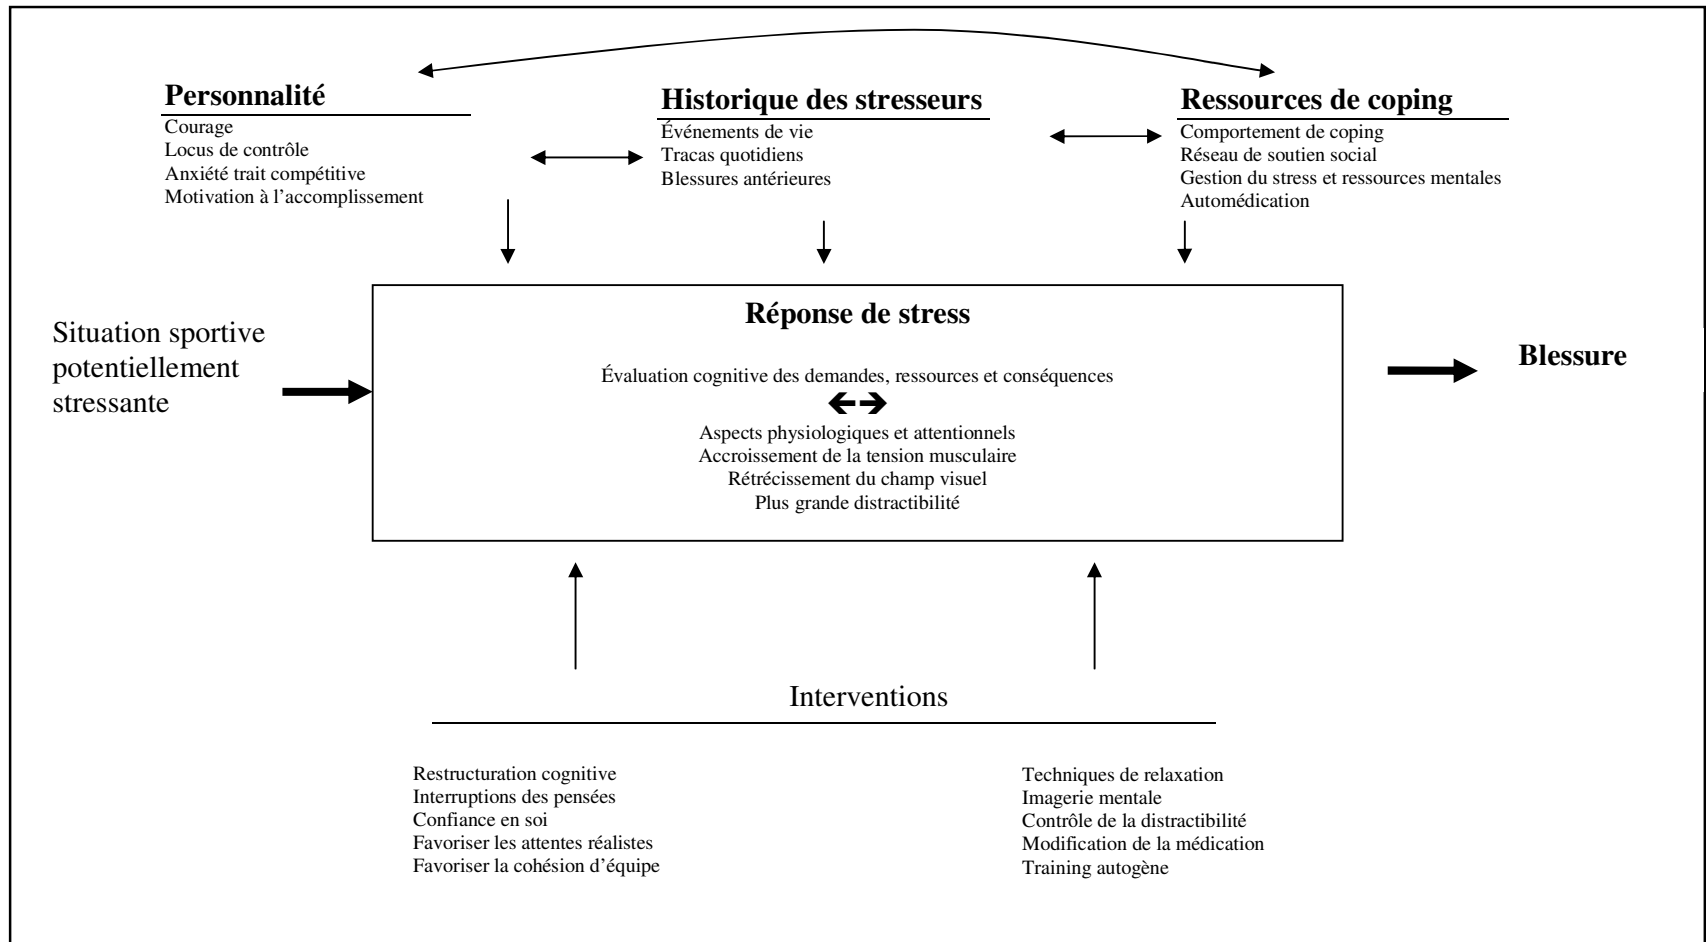 Personnalité
Courage
Locus de contrôle
Anxiété trait compétitive
Motivation à l’accomplissement
Historique des stresseurs
Événements de vie
Tracas quotidiens
Blessures antérieures
Ressources de coping
Comportement de coping
Réseau de soutien social
Gestion du stress et ressources mentales
Automédication
Situation sportive
potentiellement
stressante
Réponse de stress
Évaluation cognitive des demandes, ressources et conséquences
Aspects physiologiques et attentionnels
Accroissement de la tension musculaire
Rétrécissement du champ visuel
Plus grande distractibilité
Blessure
Interventions
Restructuration cognitive
Interruptions des pensées
Confiance en soi
Favoriser les attentes réalistes
Favoriser la cohésion d’équipe
Techniques de relaxation
Imagerie mentale
Contrôle de la distractibilité
Modification de la médication
Training autogène